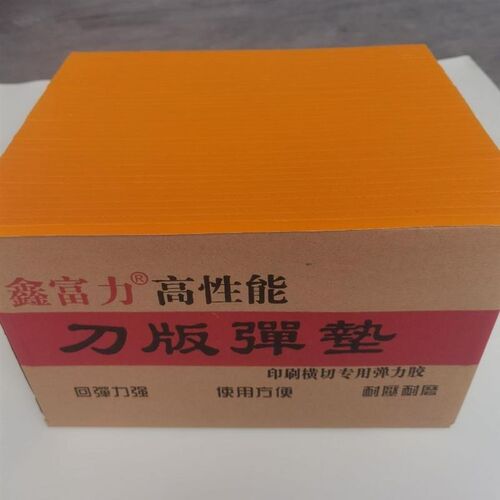 鑫富力® 高性能
刀版彈墊
印刷横切专用弹力胶
回彈力强 使用方便 耐壓耐磨